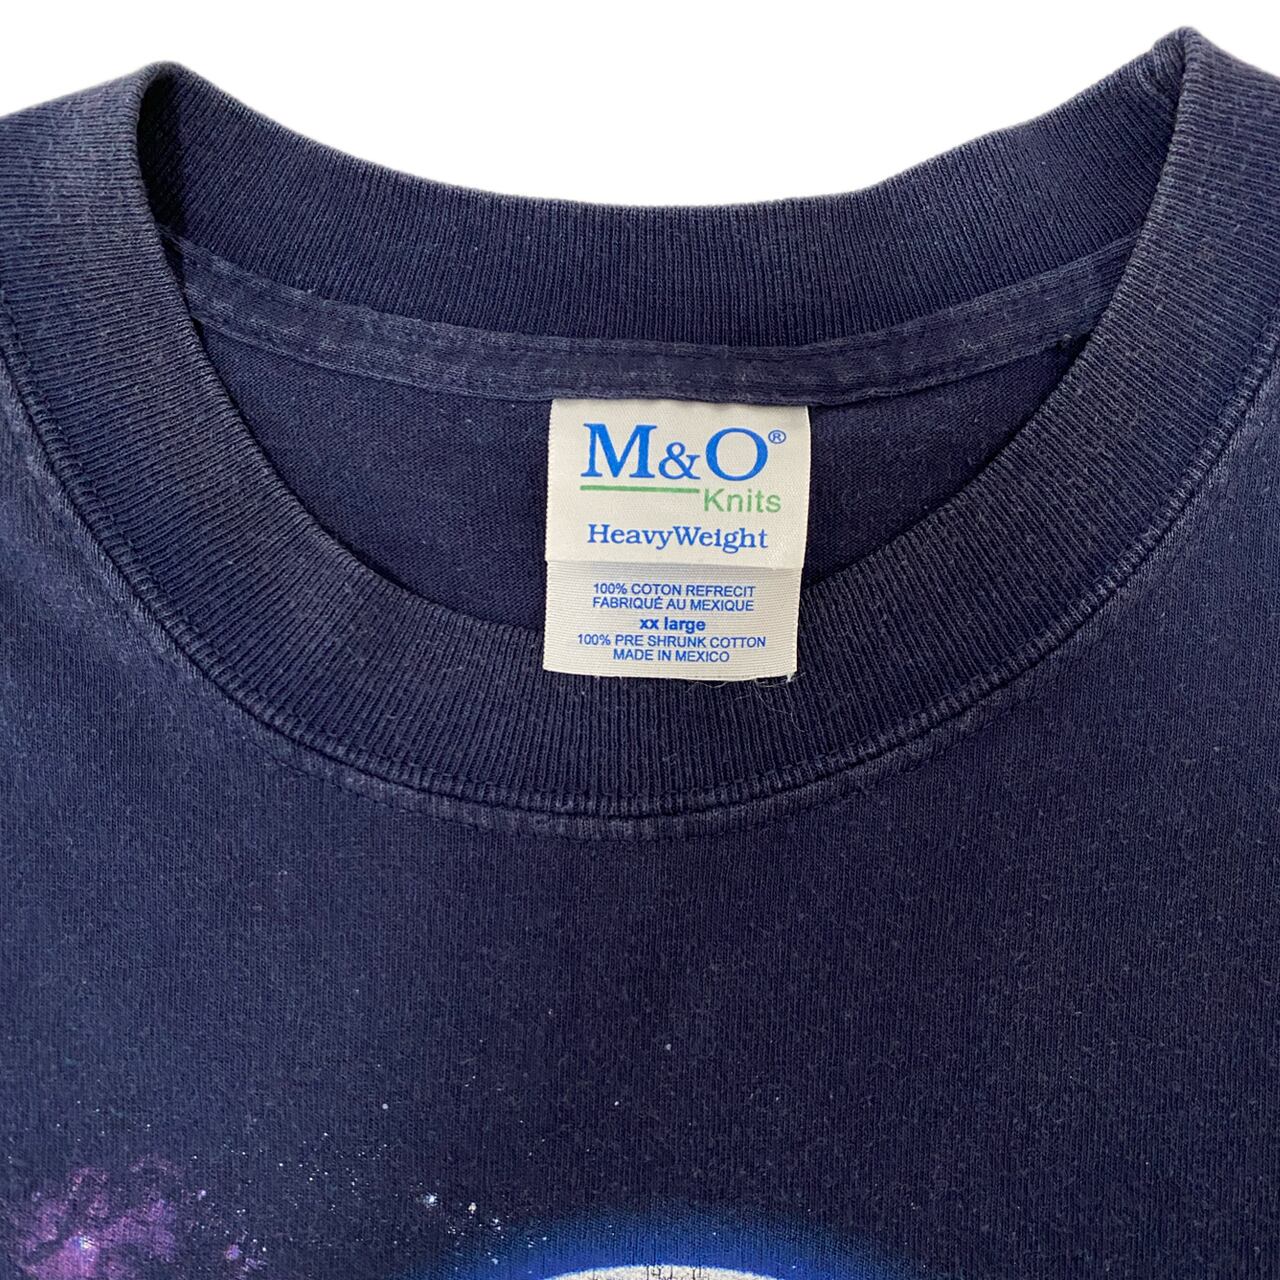 M&O®
Knits
HeavyWeight
100% COTON REFRECIT
FABRIQUÉ AU MEXIQUE
xx large
100% PRE SHRUNK COTTON
MADE IN MEXICO